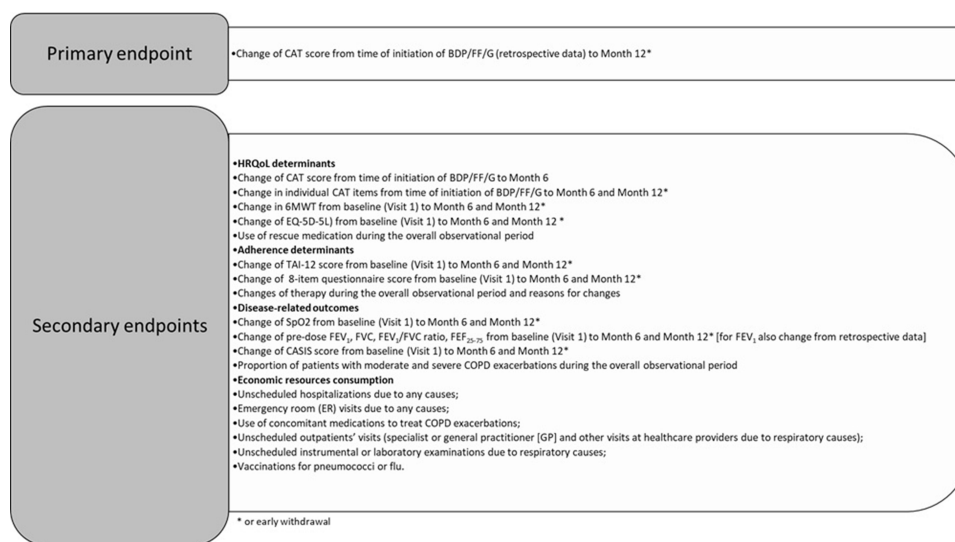 Primary endpoint
•Change of CAT score from time of initiation of BDP/FF/G (retrospective data) to Month 12*
Secondary endpoints
•HRQoL determinants
•Change of CAT score from time of initiation of BDP/FF/G to Month 6
•Change in individual CAT items from time of initiation of BDP/FF/G to Month 6 and Month 12*
•Change in 6MWT from baseline (Visit 1) to Month 6 and Month 12*
•Change of EQ-5D-5L) from baseline (Visit 1) to Month 6 and Month 12 *
•Use of rescue medication during the overall observational period
•Adherence determinants
•Change of TAI-12 score from baseline (Visit 1) to Month 6 and Month 12*
•Change of 8-item questionnaire score from baseline (Visit 1) to Month 6 and Month 12*
•Changes of therapy during the overall observational period and reasons for changes
•Disease-related outcomes
•Change of SpO2 from baseline (Visit 1) to Month 6 and Month 12*
•Change of pre-dose FEV₁, FVC, FEV₁/FVC ratio, FEF₂₅₋₇₅ from baseline (Visit 1) to Month 6 and Month 12* [for FEV₁ also change from retrospective data]
•Change of CASIS score from baseline (Visit 1) to Month 6 and Month 12*
•Proportion of patients with moderate and severe COPD exacerbations during the overall observational period
•Economic resources consumption
•Unscheduled hospitalizations due to any causes;
•Emergency room (ER) visits due to any causes;
•Use of concomitant medications to treat COPD exacerbations;
•Unscheduled outpatients' visits (specialist or general practitioner [GP] and other visits at healthcare providers due to respiratory causes);
•Unscheduled instrumental or laboratory examinations due to respiratory causes;
•Vaccinations for pneumococci or flu.
* or early withdrawal